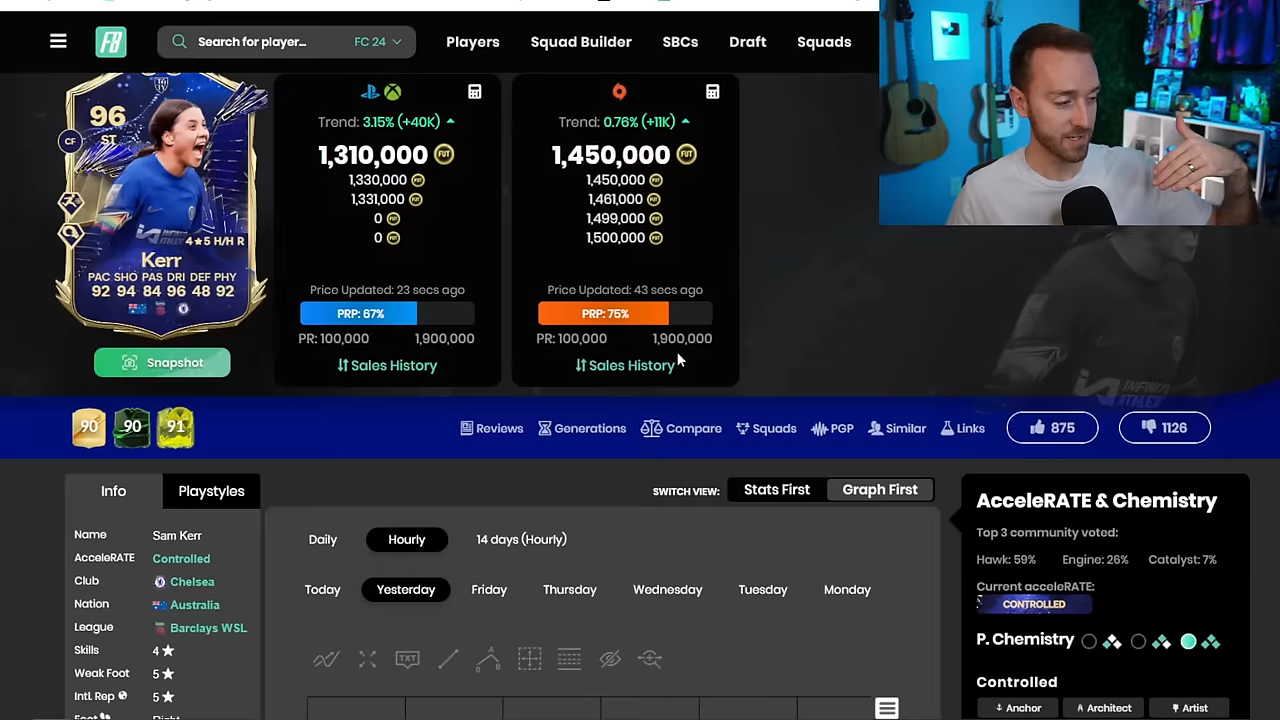 FB
Search for player...
FC 24
Players
Squad Builder
SBCs
Draft
Squads
96
ST
CF
4★5 H/H R
Kerr
PAC SHO PAS DRI DEF PHY
92 94 84 96 48 92
Snapshot
Trend: 3.15% (+40K)
1,310,000 FUT
1,330,000
1,331,000
0
0
Price Updated: 23 secs ago
PRP: 67%
PR: 100,000
1,900,000
Sales History
Trend: 0.76% (+11K)
1,450,000 FUT
1,450,000
1,461,000
1,499,000
1,500,000
Price Updated: 43 secs ago
PRP: 75%
PR: 100,000
1,900,000
Sales History
INFINITE
ATHLETE
90
90
91
Reviews
Generations
Compare
Squads
PGP
Similar
Links
875
1126
Info
Playstyles
Name
Sam Kerr
AcceleRATE
Controlled
Club
Chelsea
Nation
Australia
League
Barclays WSL
Skills
4★
Weak Foot
5★
Intl. Rep
5★
SWITCH VIEW:
Stats First
Graph First
Daily
Hourly
14 days (Hourly)
Today
Yesterday
Friday
Thursday
Wednesday
Tuesday
Monday
TXT
AcceleRATE & Chemistry
Top 3 community voted:
Hawk: 59%
Engine: 26%
Catalyst: 7%
Current acceleRATE:
CONTROLLED
P. Chemistry
Controlled
Anchor
Architect
Artist